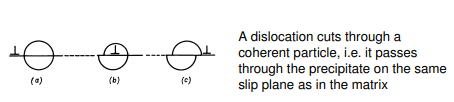 A dislocation cuts through a
coherent particle, i.e. it passes
through the precipitate on the same
slip plane as in the matrix
(a) (b) (c)